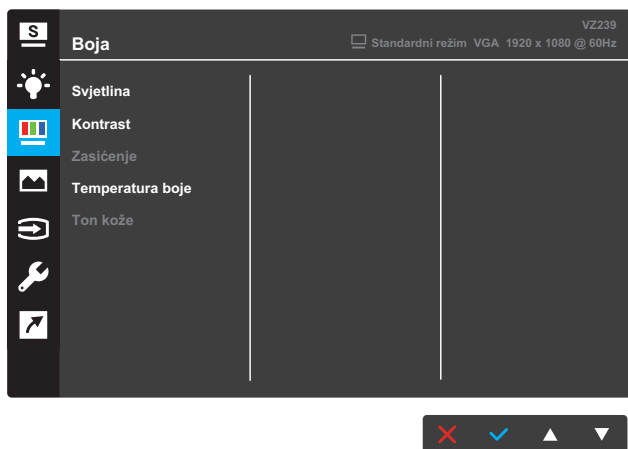 S
VZ239
Boja
Standardni režim VGA 1920 x 1080 @ 60Hz
Svjetlina
Kontrast
Zasićenje
Temperatura boje
Ton kože